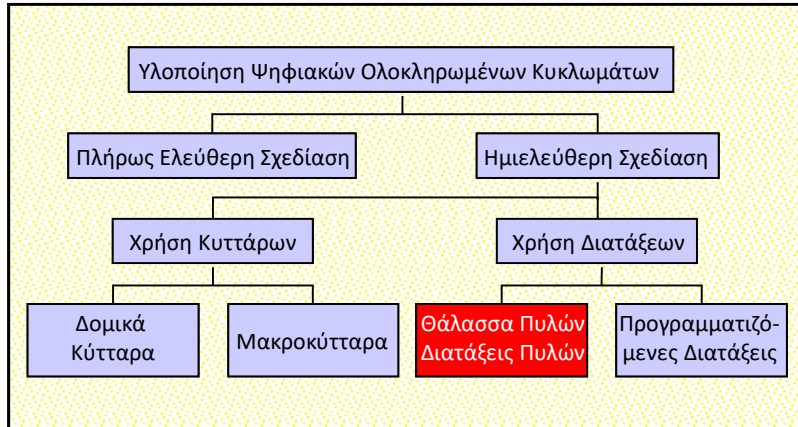 Υλοποίηση Ψηφιακών Ολοκληρωμένων Κυκλωμάτων
Πλήρως Ελεύθερη Σχεδίαση
Ημιελεύθερη Σχεδίαση
Χρήση Κυττάρων
Χρήση Διατάξεων
Δομικά
Κύτταρα
Μακροκύτταρα
Θάλασσα Πυλών
Διατάξεις Πυλών
Προγραμματιζό-
μενες Διατάξεις